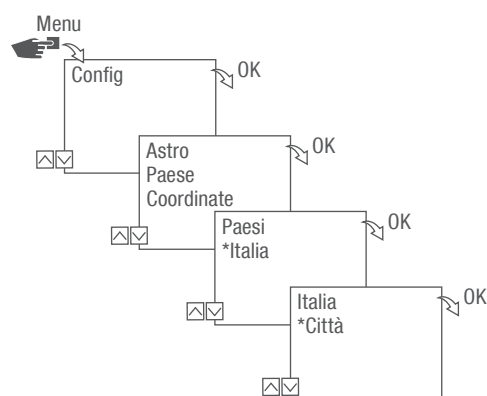 Menu
Config
OK
Astro
Paese
Coordinate
OK
Paesi
*Italia
OK
Italia
*Città
OK